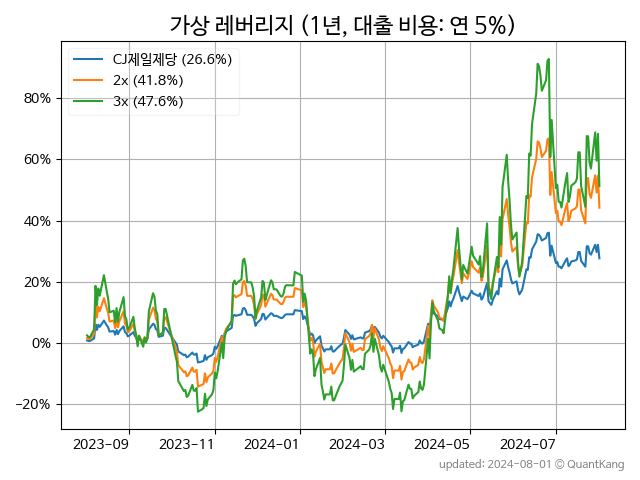 가상 레버리지 (1년, 대출 비용: 연 5%)
CJ제일제당 (26.6%)
2x (41.8%)
3x (47.6%)
80%
60%
40%
20%
0%
−20%
2023-09 2023-11 2024-01 2024-03 2024-05 2024-07
updated: 2024-08-01 © QuantKang